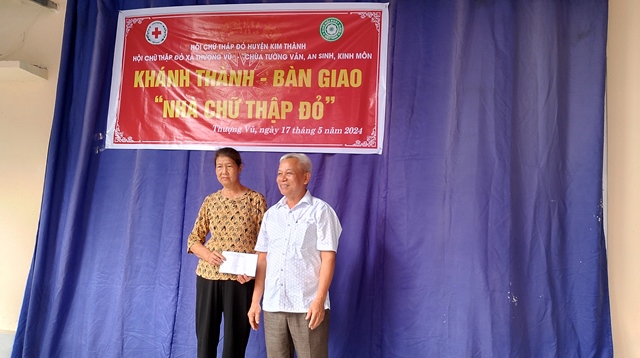 HỘI CHỮ THẬP ĐỎ HUYỆN KIM THÀNH
HỘI CHỮ THẬP ĐỎ XÃ THƯỢNG VŨ - CHÙA TƯỜNG VÂN, AN SINH, KINH MÔN
KHÁNH THÀNH - BÀN GIAO
“NHÀ CHỮ THẬP ĐỎ”
Thượng Vũ, ngày 17 tháng 5 năm 2024